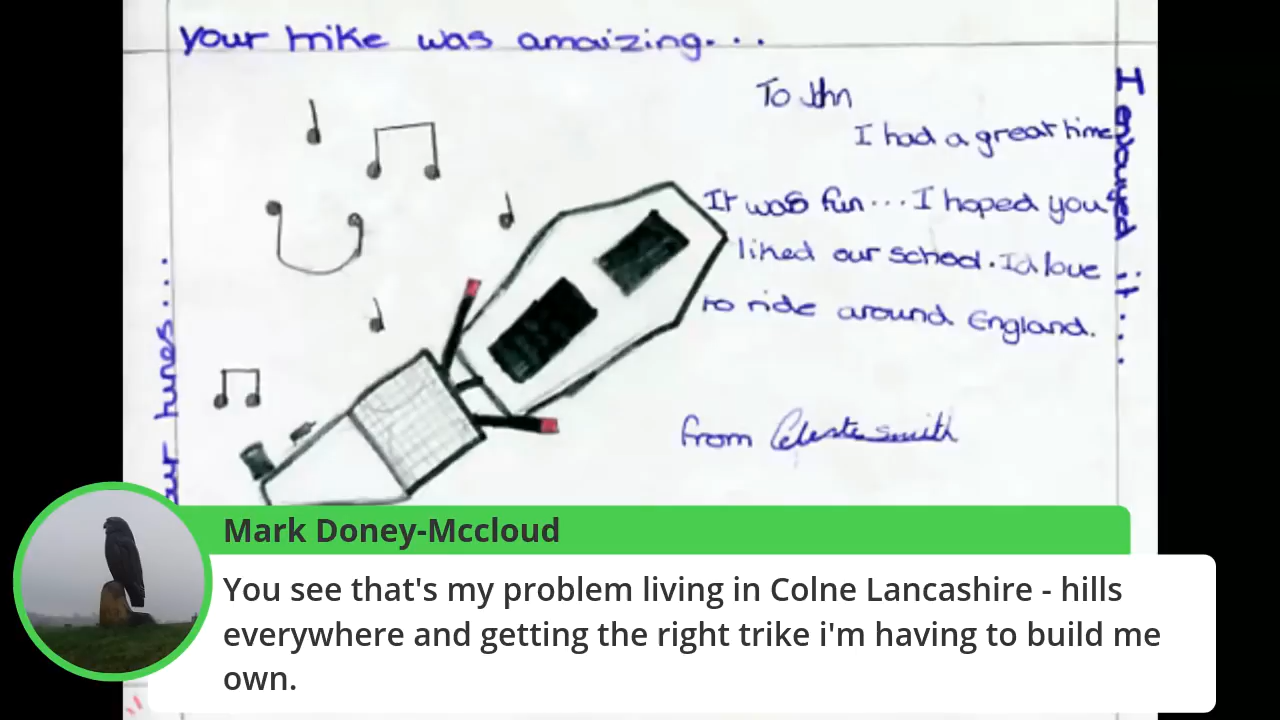 your trike was amaizing...
To John
I had a great time
It was fun... I hoped you
liked our school. I'd love
to ride around England.
from Celeste smith
I enjoyed it...
our tunes...
Mark Doney-Mccloud
You see that's my problem living in Colne Lancashire - hills
everywhere and getting the right trike i'm having to build me
own.